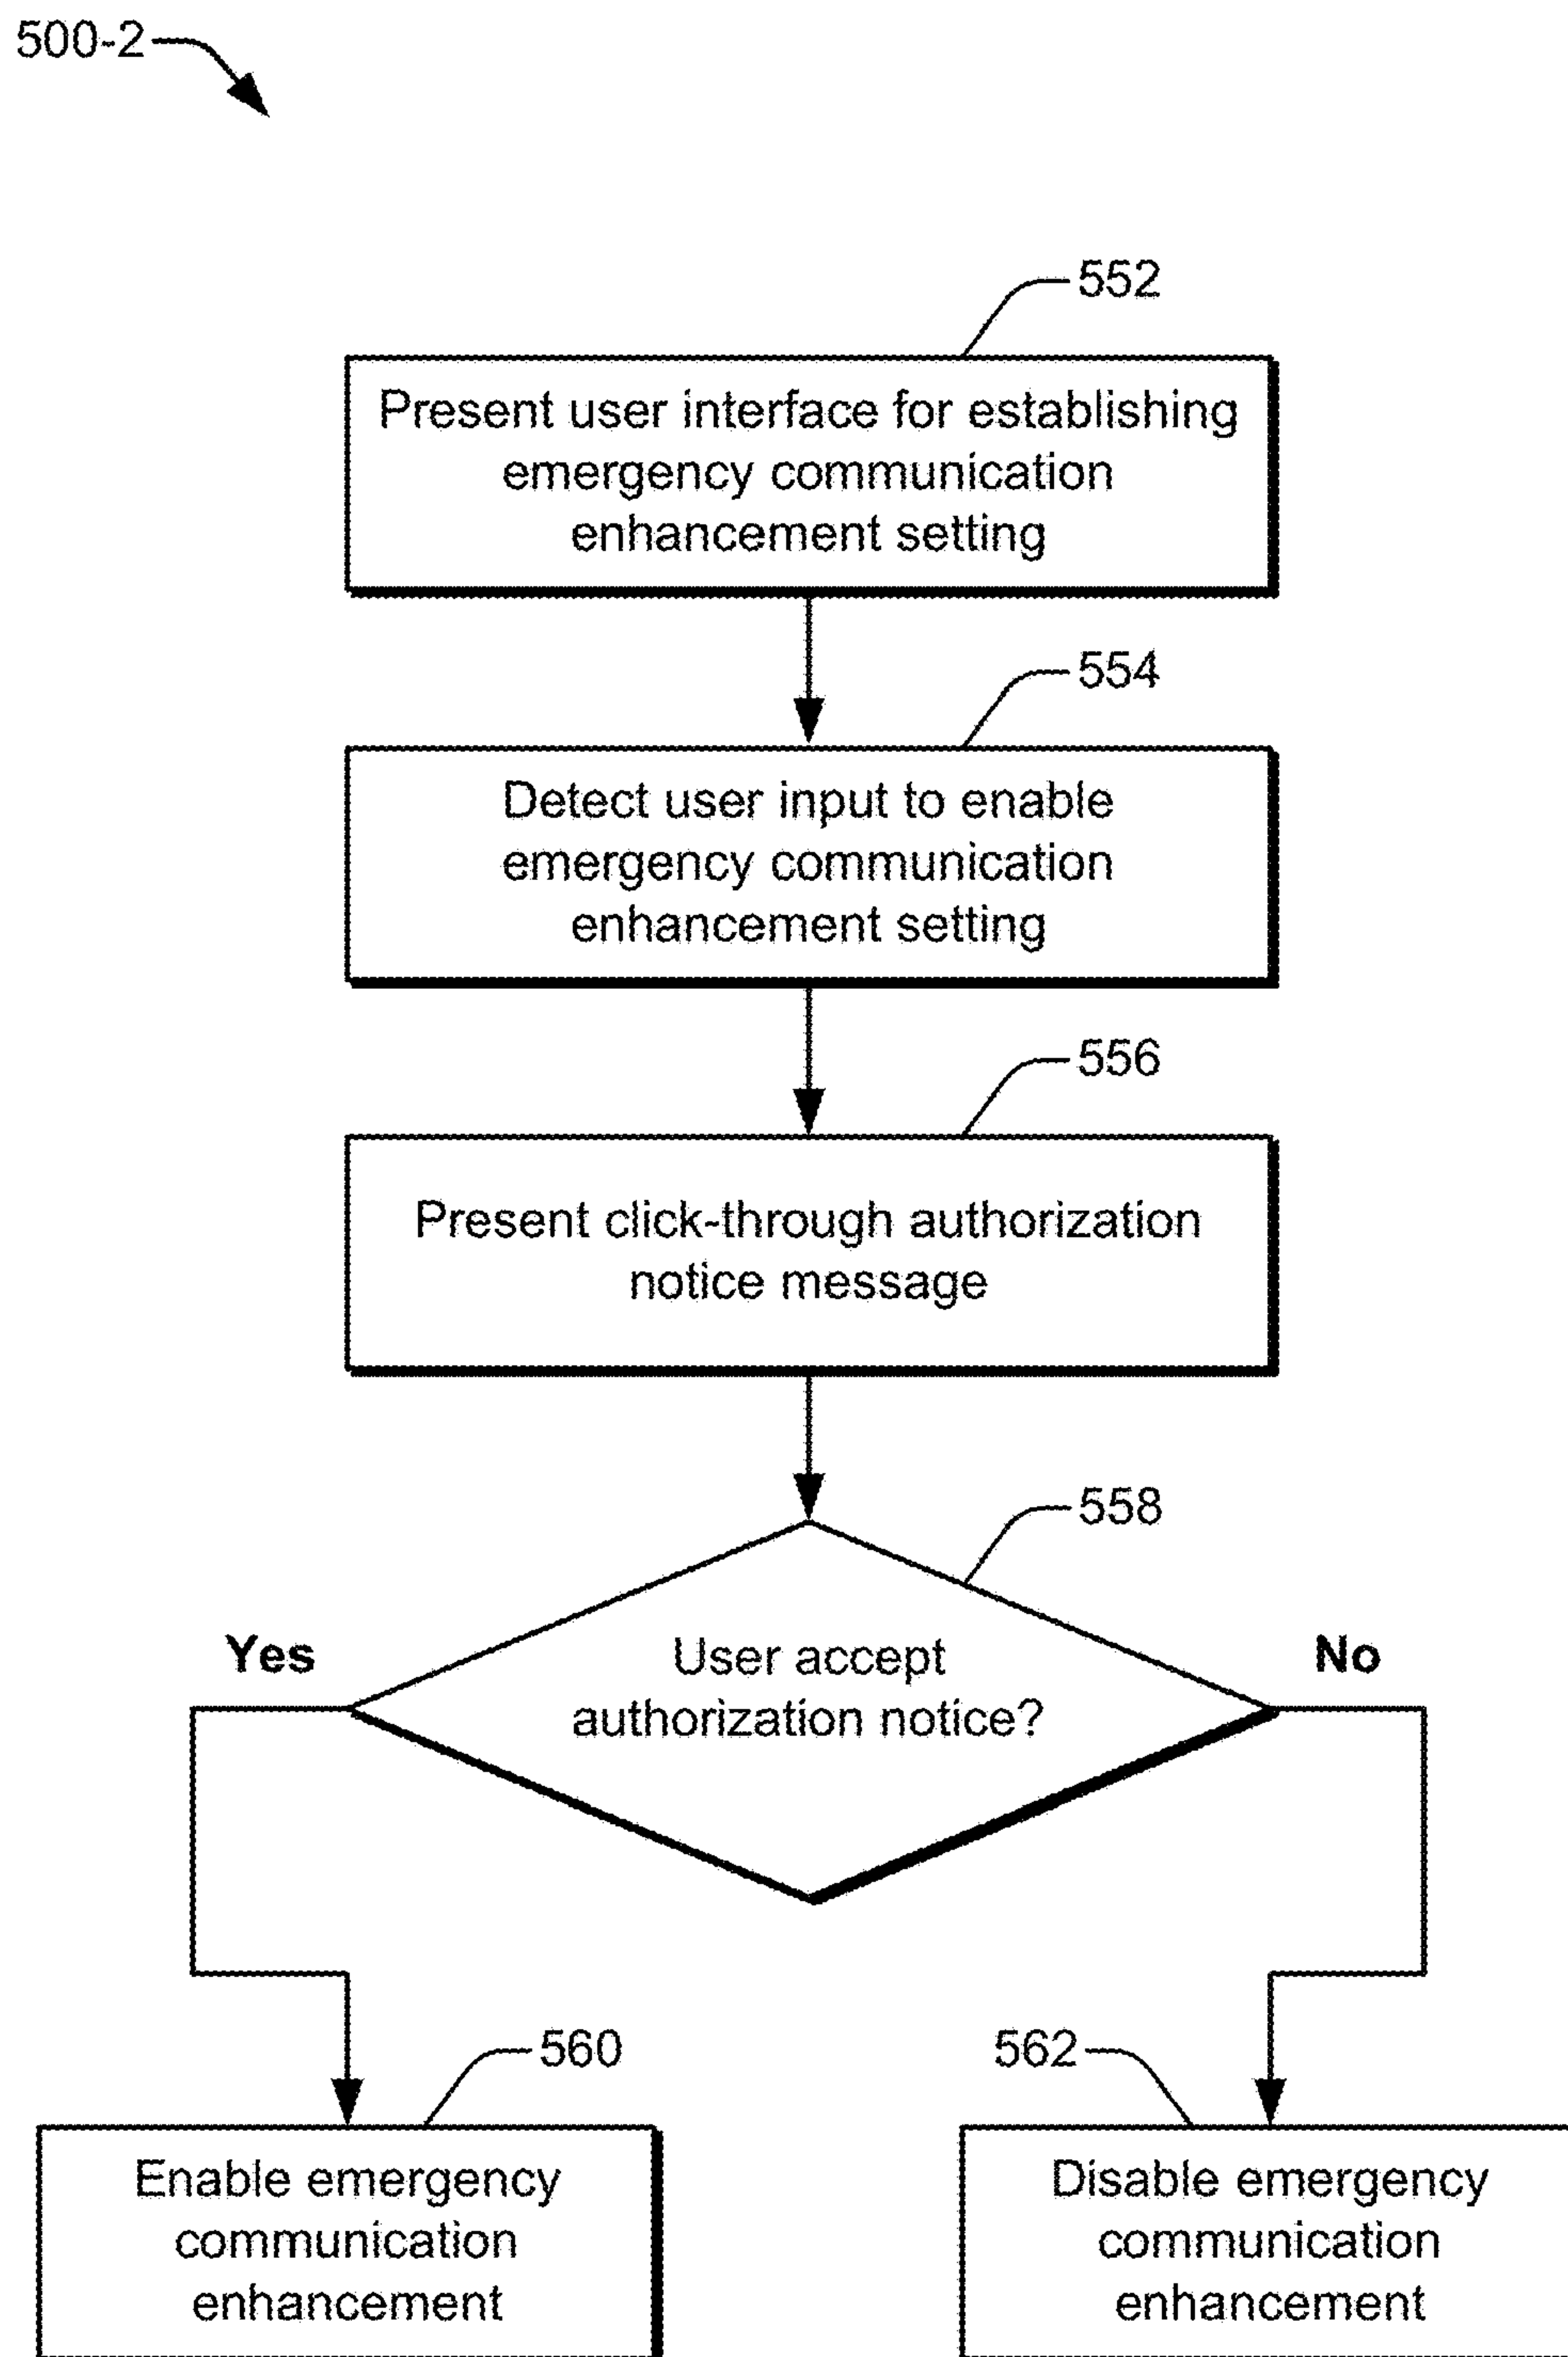 500-2
552
Present user interface for establishing
emergency communication
enhancement setting
554
Detect user input to enable
emergency communication
enhancement setting
556
Present click-through authorization
notice message
558
User accept
authorization notice?
Yes
No
560
Enable emergency
communication
enhancement
562
Disable emergency
communication
enhancement